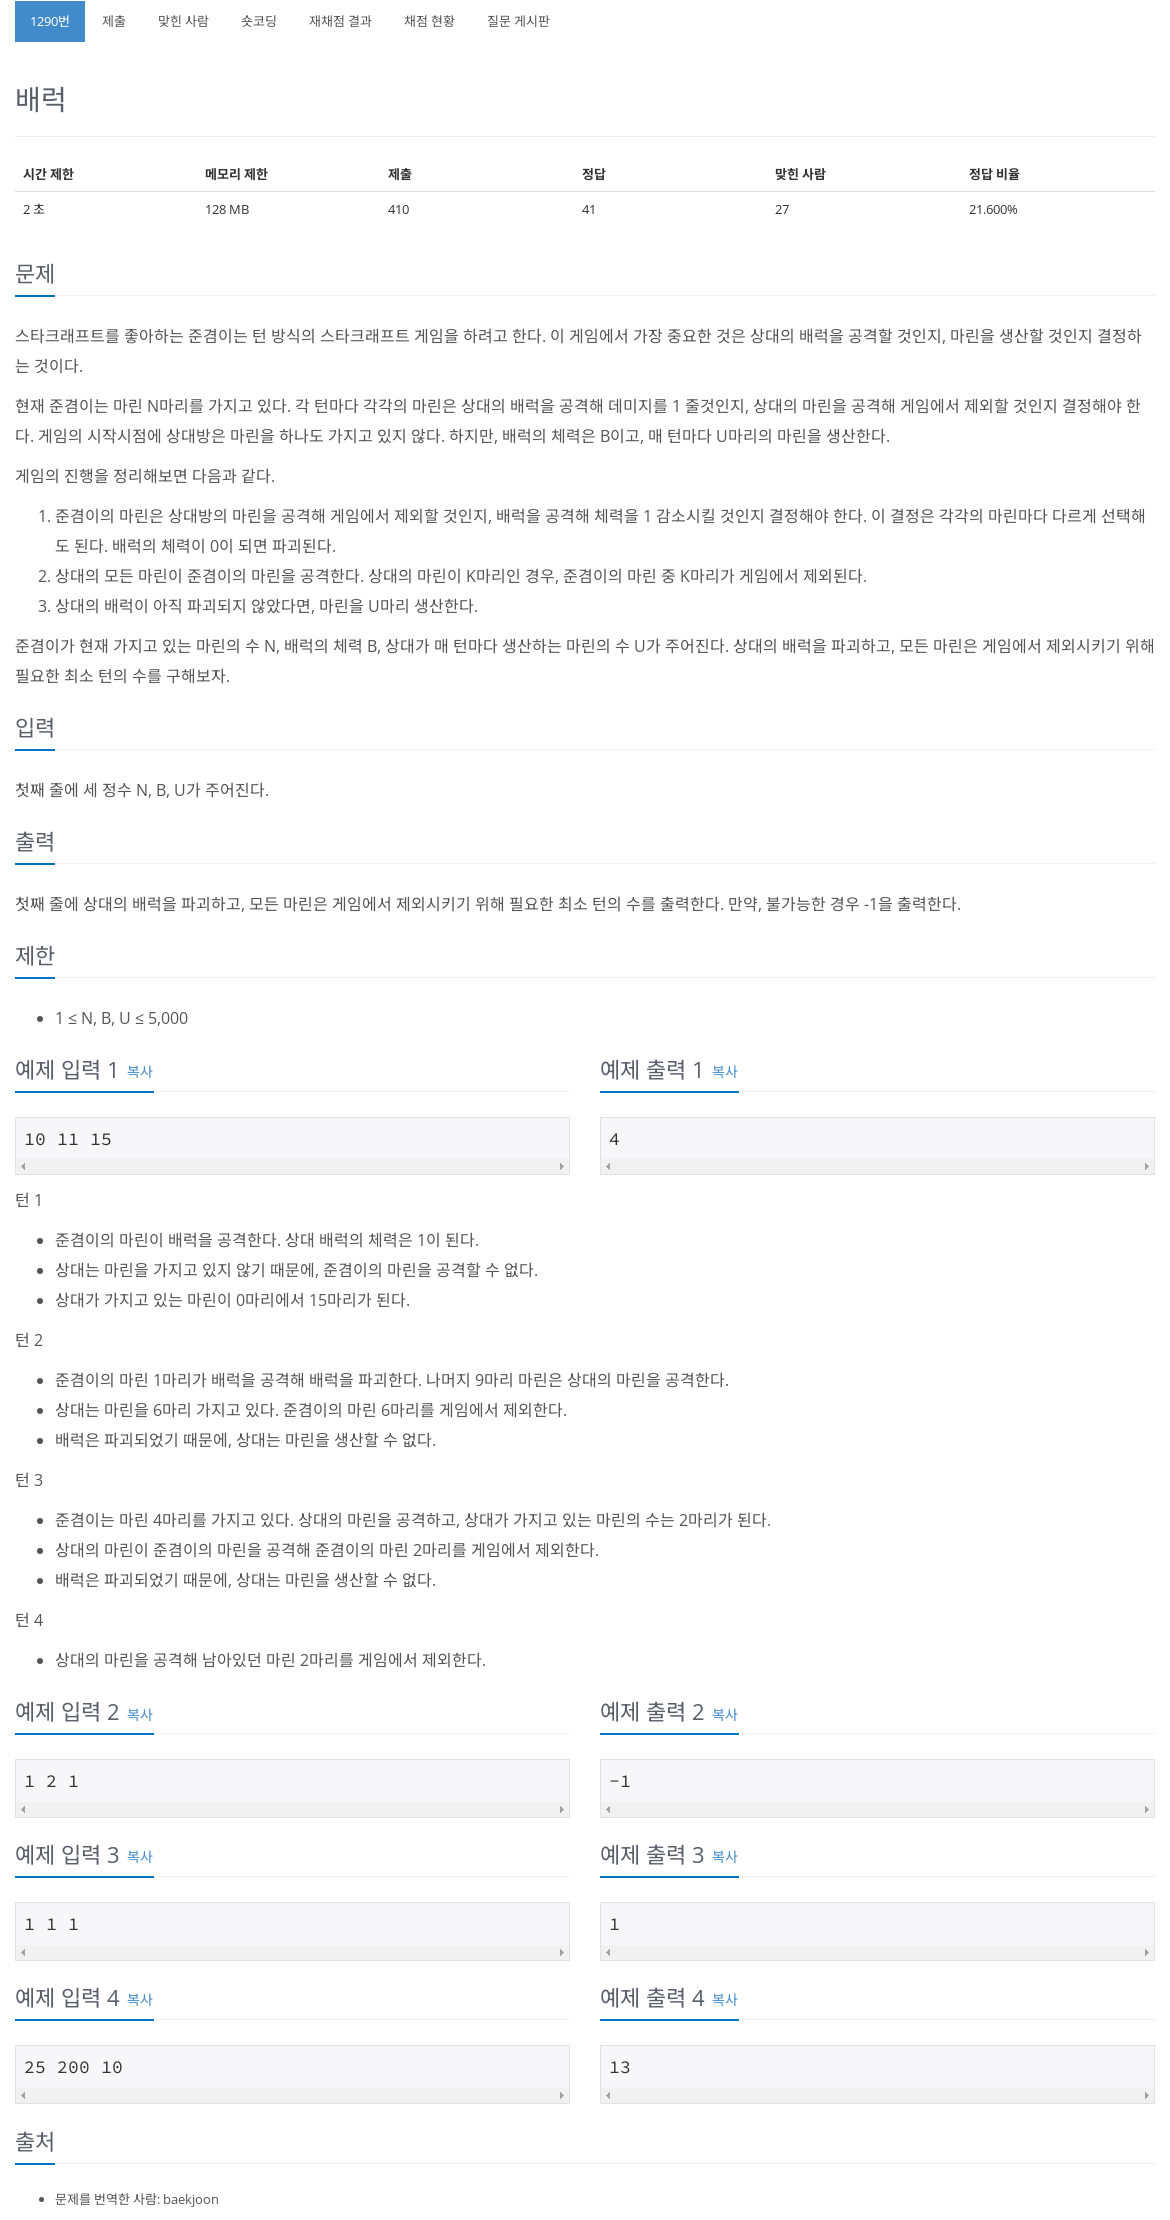 1290번 제출 맞힌 사람 숏코딩 재채점 결과 채점 현황 질문 게시판
배럭
시간 제한 메모리 제한 제출 정답 맞힌 사람 정답 비율
2 초 128 MB 410 41 27 21.600%
문제
스타크래프트를 좋아하는 준겸이는 턴 방식의 스타크래프트 게임을 하려고 한다. 이 게임에서 가장 중요한 것은 상대의 배럭을 공격할 것인지, 마린을 생산할 것인지 결정하
는 것이다.
현재 준겸이는 마린 N마리를 가지고 있다. 각 턴마다 각각의 마린은 상대의 배럭을 공격해 데미지를 1 줄것인지, 상대의 마린을 공격해 게임에서 제외할 것인지 결정해야 한
다. 게임의 시작시점에 상대방은 마린을 하나도 가지고 있지 않다. 하지만, 배럭의 체력은 B이고, 매 턴마다 U마리의 마린을 생산한다.
게임의 진행을 정리해보면 다음과 같다.
1. 준겸이의 마린은 상대방의 마린을 공격해 게임에서 제외할 것인지, 배럭을 공격해 체력을 1 감소시킬 것인지 결정해야 한다. 이 결정은 각각의 마린마다 다르게 선택해
도 된다. 배럭의 체력이 0이 되면 파괴된다.
2. 상대의 모든 마린이 준겸이의 마린을 공격한다. 상대의 마린이 K마리인 경우, 준겸이의 마린 중 K마리가 게임에서 제외된다.
3. 상대의 배럭이 아직 파괴되지 않았다면, 마린을 U마리 생산한다.
준겸이가 현재 가지고 있는 마린의 수 N, 배럭의 체력 B, 상대가 매 턴마다 생산하는 마린의 수 U가 주어진다. 상대의 배럭을 파괴하고, 모든 마린은 게임에서 제외시키기 위해
필요한 최소 턴의 수를 구해보자.
입력
첫째 줄에 세 정수 N, B, U가 주어진다.
출력
첫째 줄에 상대의 배럭을 파괴하고, 모든 마린은 게임에서 제외시키기 위해 필요한 최소 턴의 수를 출력한다. 만약, 불가능한 경우 -1을 출력한다.
제한
• 1 ≤ N, B, U ≤ 5,000
예제 입력 1 복사 예제 출력 1 복사
10 11 15 4
턴 1
• 준겸이의 마린이 배럭을 공격한다. 상대 배럭의 체력은 1이 된다.
• 상대는 마린을 가지고 있지 않기 때문에, 준겸이의 마린을 공격할 수 없다.
• 상대가 가지고 있는 마린이 0마리에서 15마리가 된다.
턴 2
• 준겸이의 마린 1마리가 배럭을 공격해 배럭을 파괴한다. 나머지 9마리 마린은 상대의 마린을 공격한다.
• 상대는 마린을 6마리 가지고 있다. 준겸이의 마린 6마리를 게임에서 제외한다.
• 배럭은 파괴되었기 때문에, 상대는 마린을 생산할 수 없다.
턴 3
• 준겸이는 마린 4마리를 가지고 있다. 상대의 마린을 공격하고, 상대가 가지고 있는 마린의 수는 2마리가 된다.
• 상대의 마린이 준겸이의 마린을 공격해 준겸이의 마린 2마리를 게임에서 제외한다.
• 배럭은 파괴되었기 때문에, 상대는 마린을 생산할 수 없다.
턴 4
• 상대의 마린을 공격해 남아있던 마린 2마리를 게임에서 제외한다.
예제 입력 2 복사 예제 출력 2 복사
1 2 1 -1
예제 입력 3 복사 예제 출력 3 복사
1 1 1 1
예제 입력 4 복사 예제 출력 4 복사
25 200 10 13
출처
• 문제를 번역한 사람: baekjoon